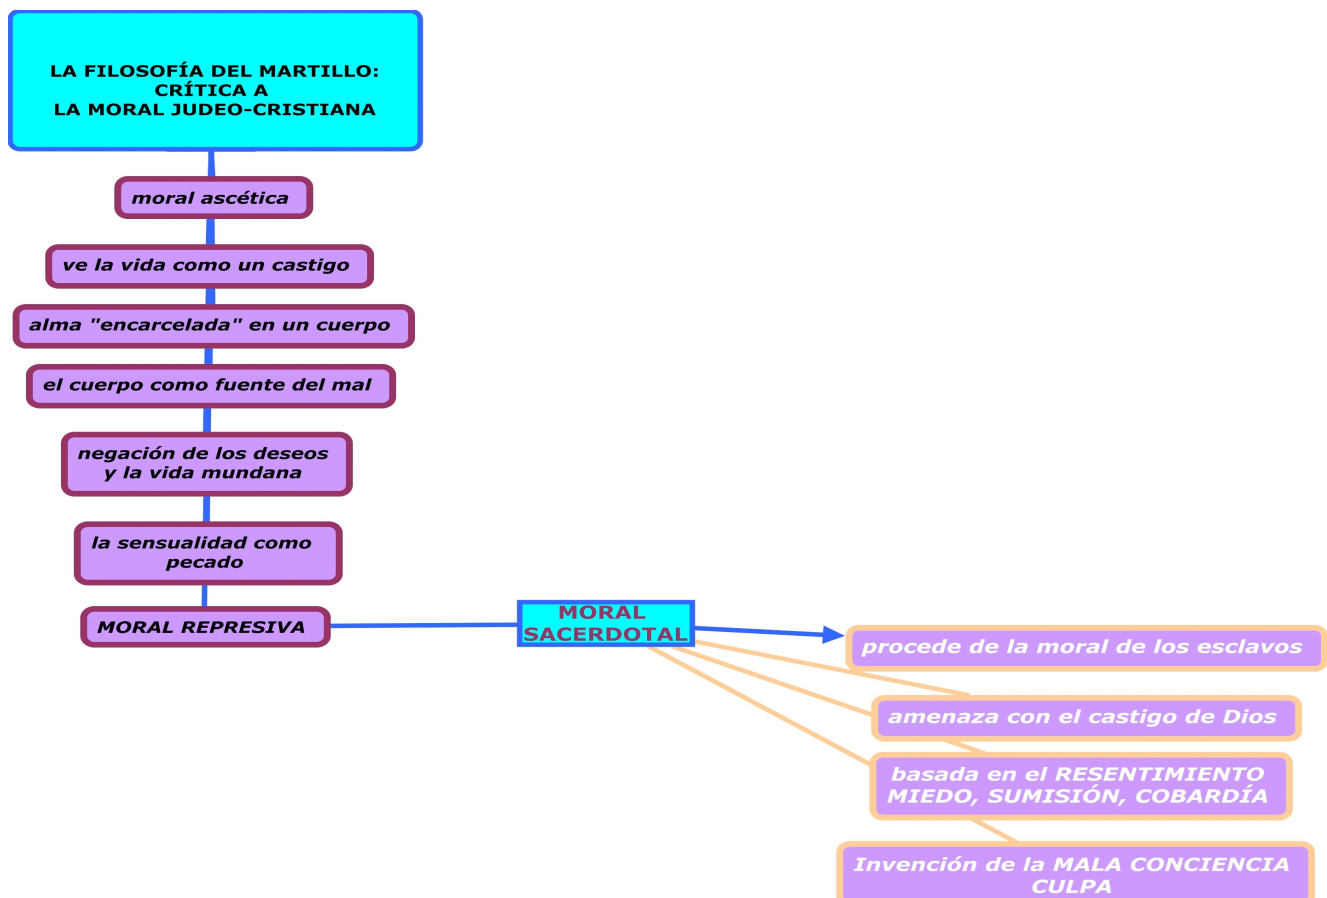 LA FILOSOFÍA DEL MARTILLO:
CRÍTICA A
LA MORAL JUDEO-CRISTIANA
moral ascética
ve la vida como un castigo
alma "encarcelada" en un cuerpo
el cuerpo como fuente del mal
negación de los deseos
y la vida mundana
la sensualidad como
pecado
MORAL REPRESIVA
MORAL
SACERDOTAL
procede de la moral de los esclavos
amenaza con el castigo de Dios
basada en el RESENTIMIENTO
MIEDO, SUMISIÓN, COBARDÍA
Invención de la MALA CONCIENCIA
CULPA